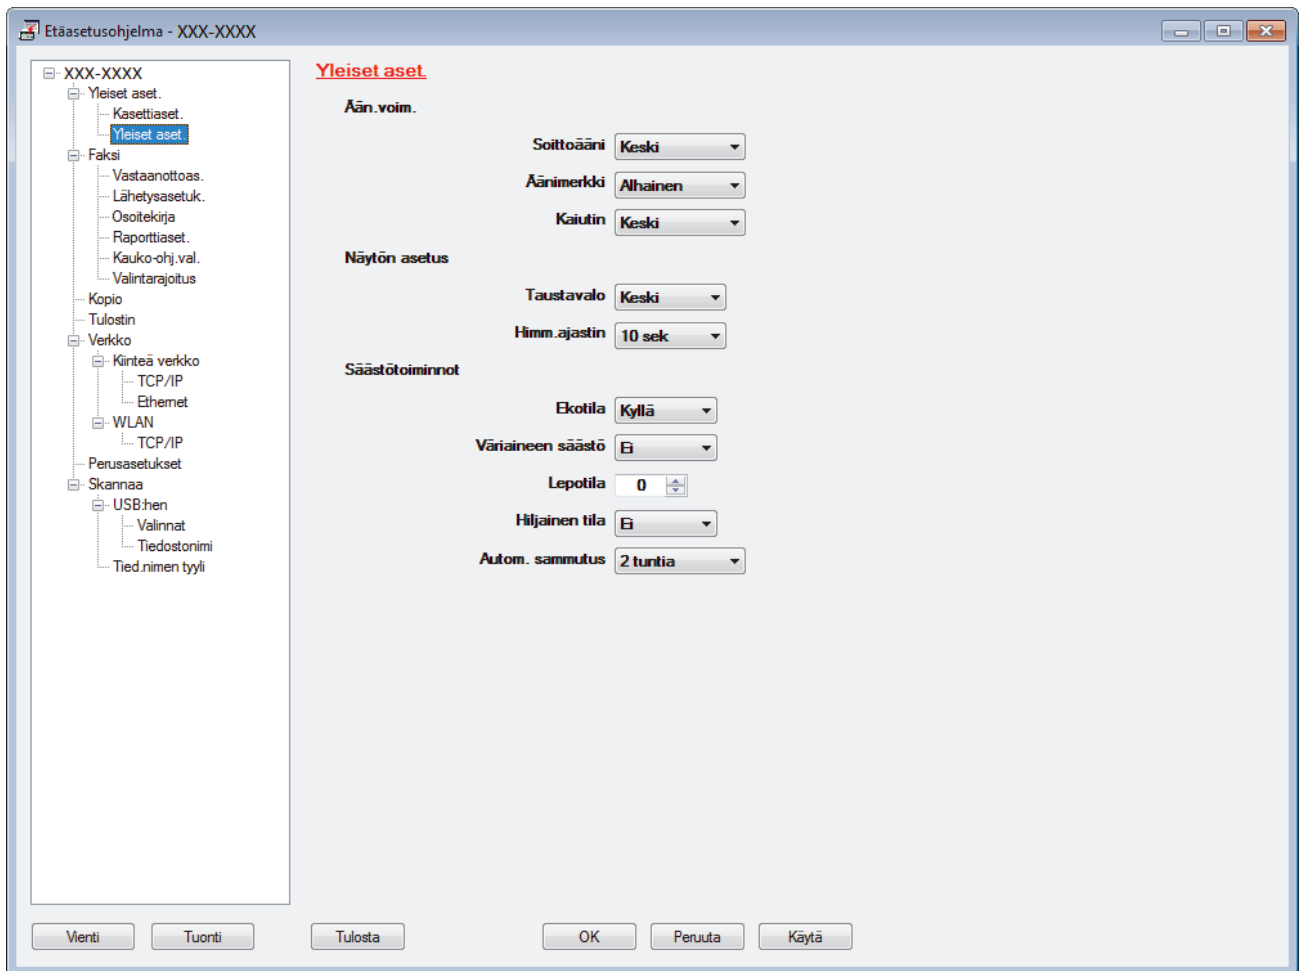 Etäasetusohjelma - XXX-XXXX
XXX-XXXX
Yleiset aset.
Kasettiaset.
Yleiset aset.
Faksi
Vastaanottoas.
Lähetysasetuk.
Osoitekirja
Raporttiaset.
Kauko-ohj.val.
Valintarajoitus
Kopio
Tulostin
Verkko
Kiinteä verkko
TCP/IP
Ethernet
WLAN
TCP/IP
Perusasetukset
Skannaa
USB:hen
Valinnat
Tiedostonimi
Tied.nimen tyyli
Yleiset aset.
Ään.voim.
Soittoääni Keski
Äänimerkki Alhainen
Kaiutin Keski
Näytön asetus
Taustavalo Keski
Himm.ajastin 10 sek
Säästötoiminnot
Ekotila Kyllä
Väriaineen säästö Ei
Lepotila 0
Hiljainen tila Ei
Autom. sammutus 2 tuntia
Vienti Tuonti Tulosta OK Peruuta Käytä